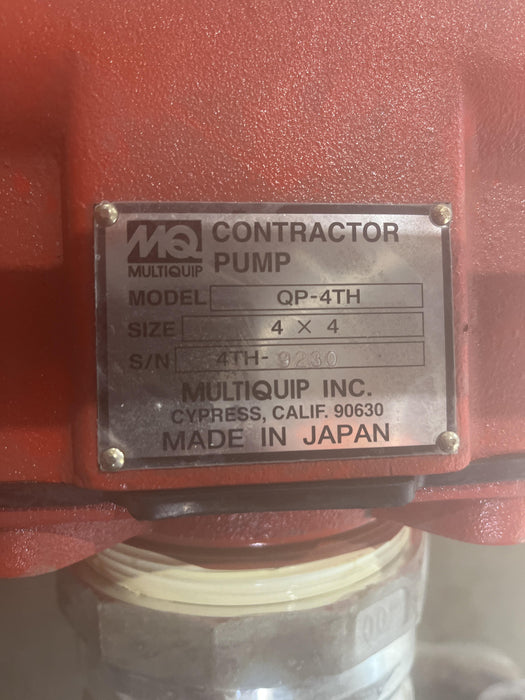 MQ CONTRACTOR
MULTIQUIP PUMP
MODEL QP-4TH
SIZE 4 × 4
S/N 4TH-9230
MULTIQUIP INC.
CYPRESS, CALIF. 90630
MADE IN JAPAN